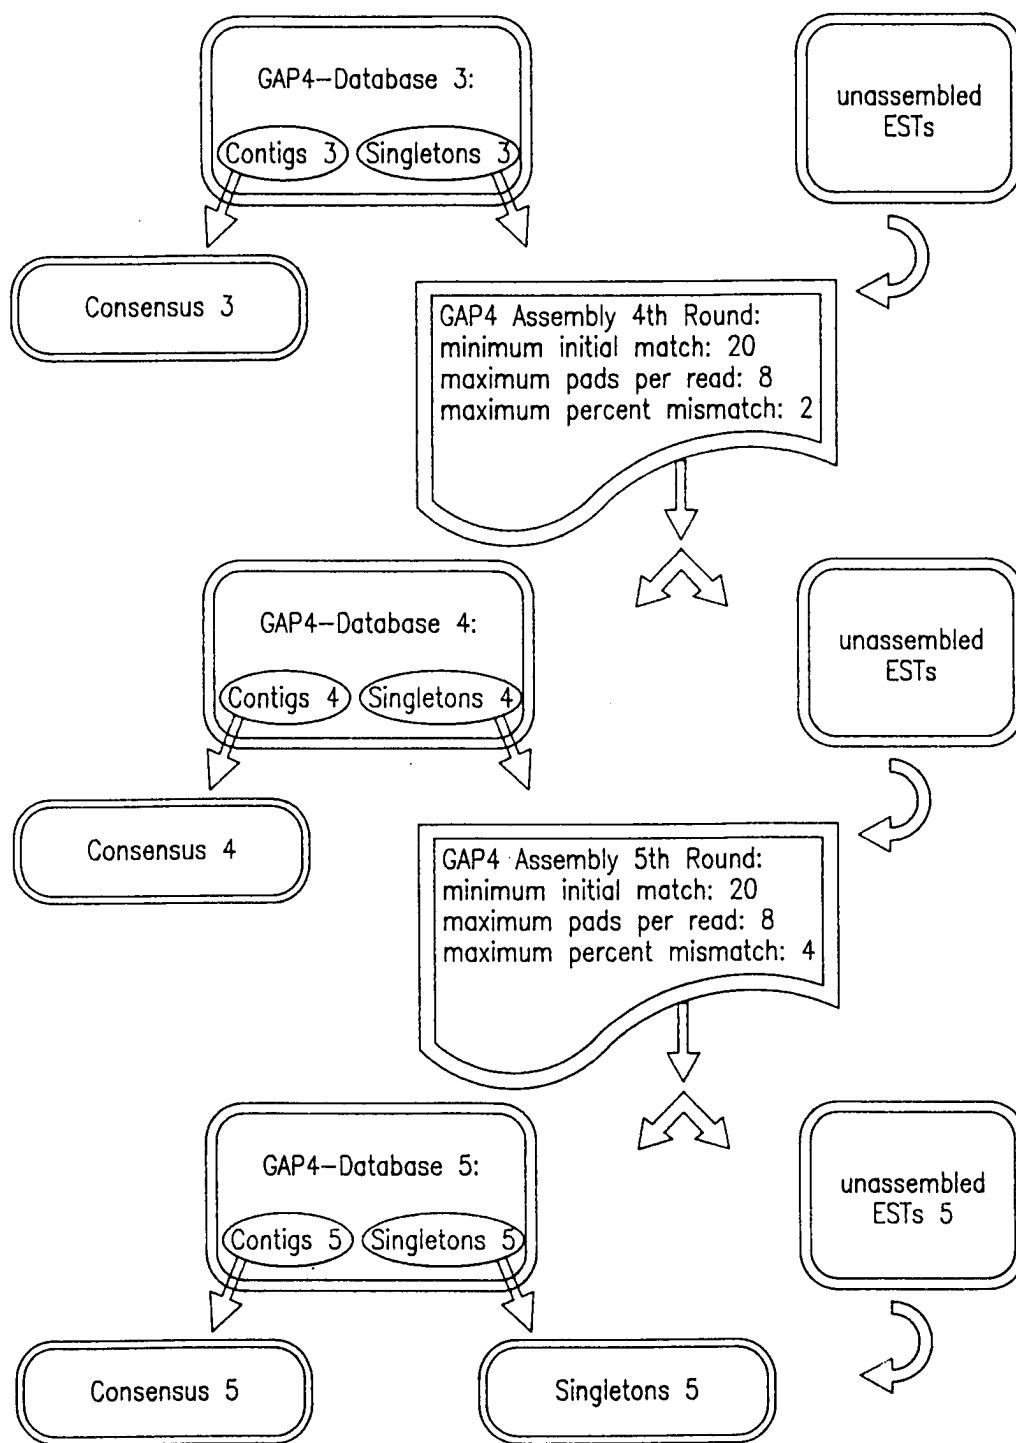 GAP4-Database 3:
Contigs 3
Singletons 3
unassembled
ESTs
Consensus 3
GAP4 Assembly 4th Round:
minimum initial match: 20
maximum pads per read: 8
maximum percent mismatch: 2
GAP4-Database 4:
Contigs 4
Singletons 4
unassembled
ESTs
Consensus 4
GAP4 Assembly 5th Round:
minimum initial match: 20
maximum pads per read: 8
maximum percent mismatch: 4
GAP4-Database 5:
Contigs 5
Singletons 5
unassembled
ESTs 5
Consensus 5
Singletons 5